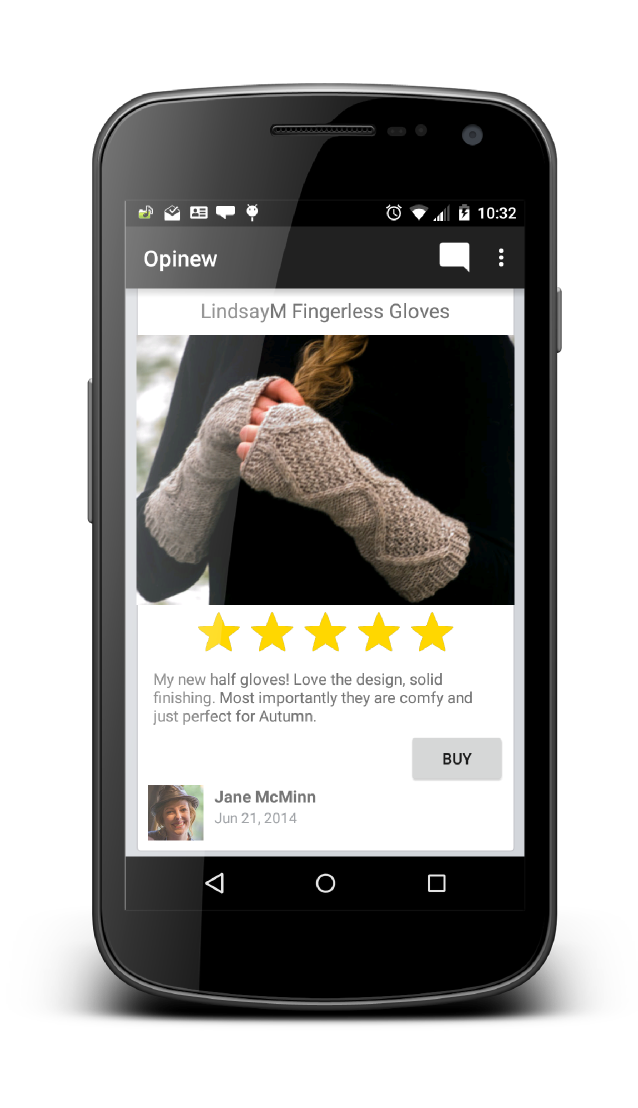 10:32
Opinew
LindsayM Fingerless Gloves
My new half gloves! Love the design, solid
finishing. Most importantly they are comfy and
just perfect for Autumn.
BUY
Jane McMinn
Jun 21, 2014